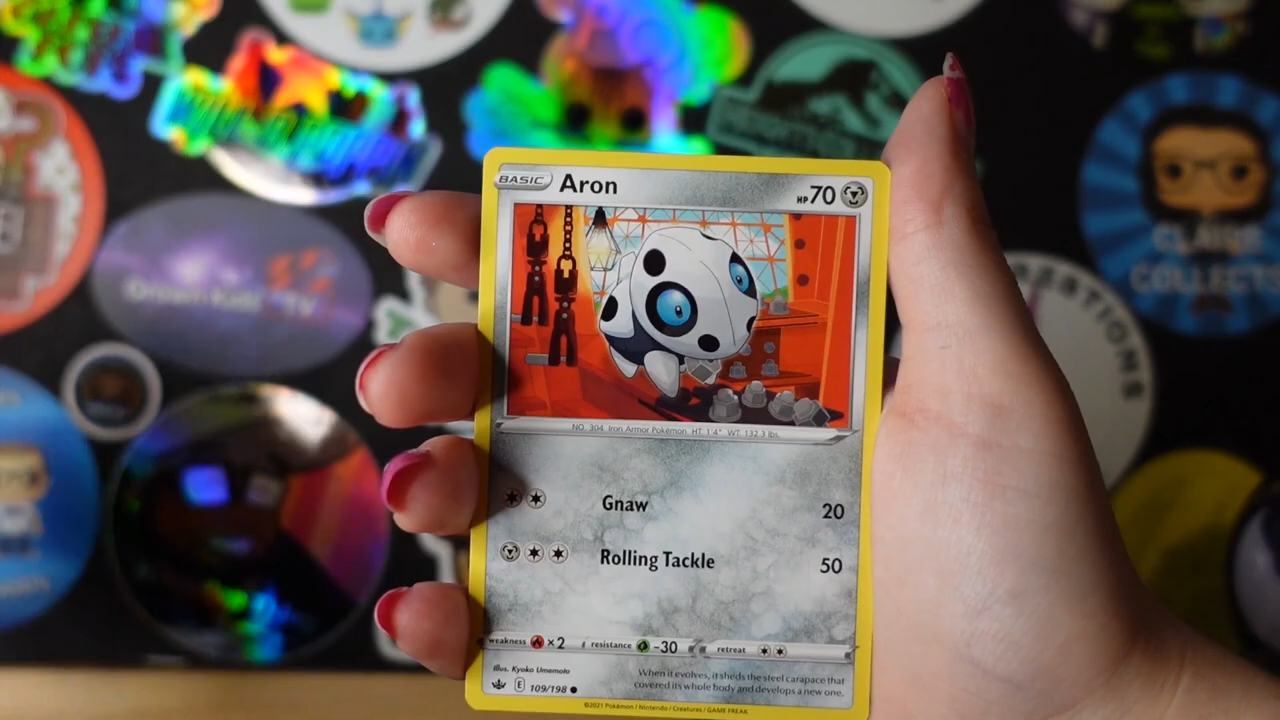 BASIC Aron HP 70
NO. 304 Iron Armor Pokémon HT: 1'4" WT: 132.3 lbs.
Gnaw 20
Rolling Tackle 50
weakness ×2 resistance -30 retreat
Illus. Kyoko Umemoto
When it evolves, it sheds the steel carapace that
covered its whole body and develops a new one.
E 109/198
©2021 Pokémon / Nintendo / Creatures / GAME FREAK
CLAIRE
COLLECTS